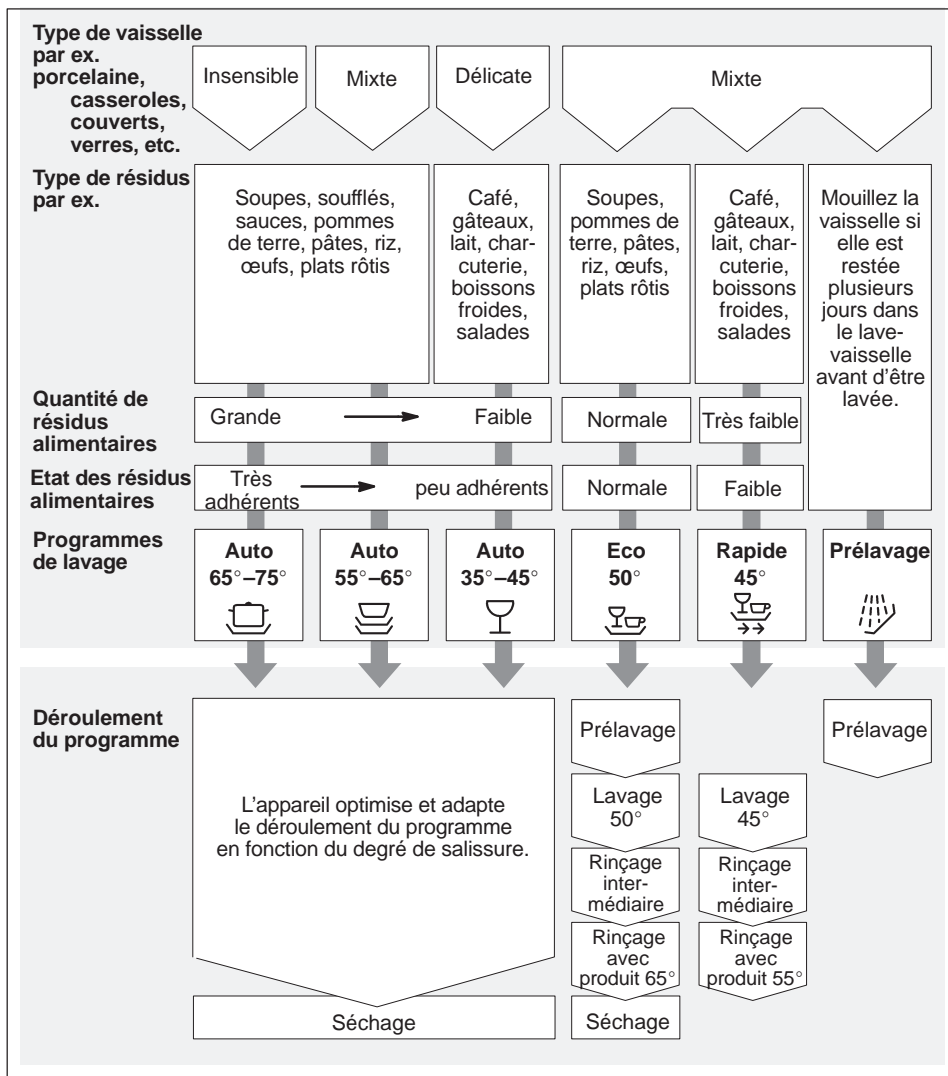 Type de vaisselle
par ex.
porcelaine,
casseroles,
couverts,
verres, etc.
Insensible
Mixte
Délicate
Mixte
Type de résidus
par ex.
Soupes, soufflés,
sauces, pommes
de terre, pâtes, riz,
œufs, plats rôtis
Café,
gâteaux,
lait, char-
cuterie,
boissons
froides,
salades
Soupes,
pommes de
terre, pâtes,
riz, œufs,
plats rôtis
Café,
gâteaux,
lait, char-
cuterie,
boissons
froides,
salades
Mouillez la
vaisselle si
elle est
restée
plusieurs
jours dans
le lave-
vaisselle
avant d'être
lavée.
Quantité de
résidus
alimentaires
Grande
Faible
Normale
Très faible
Etat des résidus
alimentaires
Très
adhérents
peu adhérents
Normale
Faible
Programmes
de lavage
Auto
65°–75°
Auto
55°–65°
Auto
35°–45°
Eco
50°
Rapide
45°
Prélavage
Déroulement
du programme
L'appareil optimise et adapte
le déroulement du programme
en fonction du degré de salissure.
Séchage
Prélavage
Lavage
50°
Rinçage
inter-
médiaire
Rinçage
avec
produit 65°
Séchage
Lavage
45°
Rinçage
inter-
médiaire
Rinçage
avec
produit 55°
Prélavage